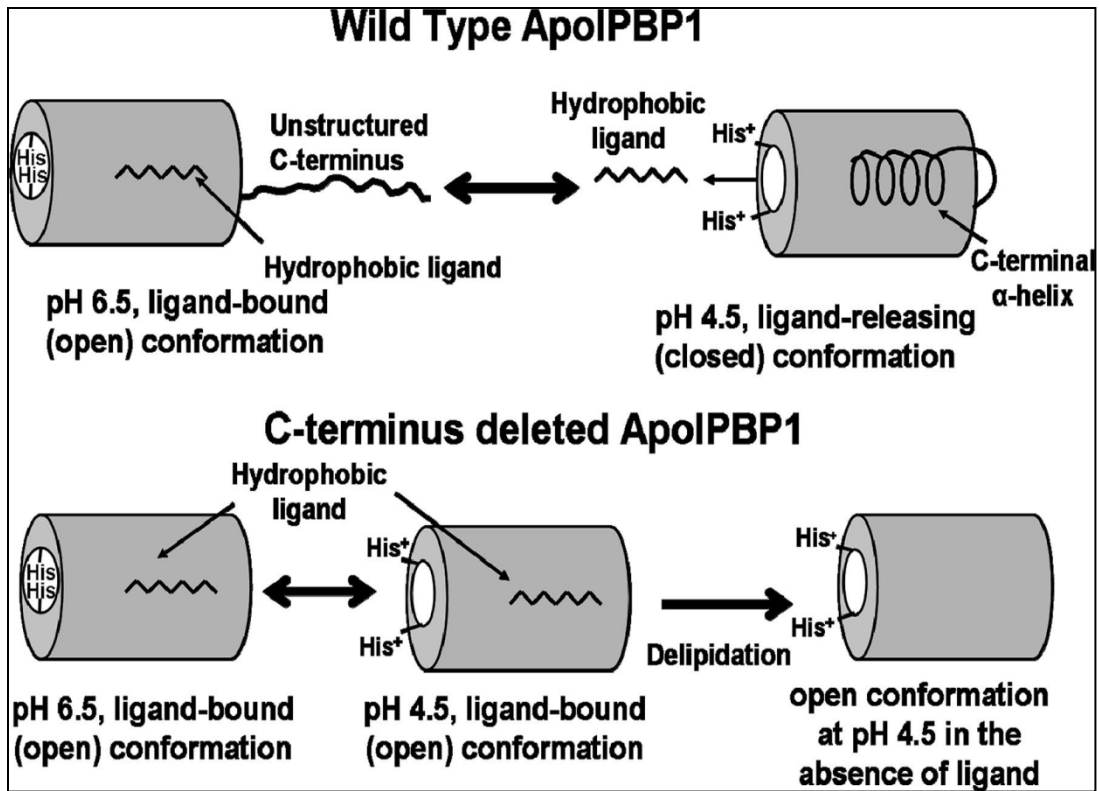 Wild Type ApolPBP1
His
His
Unstructured
C-terminus
Hydrophobic ligand
pH 6.5, ligand-bound
(open) conformation
Hydrophobic
ligand
His⁺
His⁺
C-terminal
α-helix
pH 4.5, ligand-releasing
(closed) conformation
C-terminus deleted ApolPBP1
Hydrophobic
ligand
His
His
pH 6.5, ligand-bound
(open) conformation
His⁺
His⁺
pH 4.5, ligand-bound
(open) conformation
Delipidation
His⁺
His⁺
open conformation
at pH 4.5 in the
absence of ligand